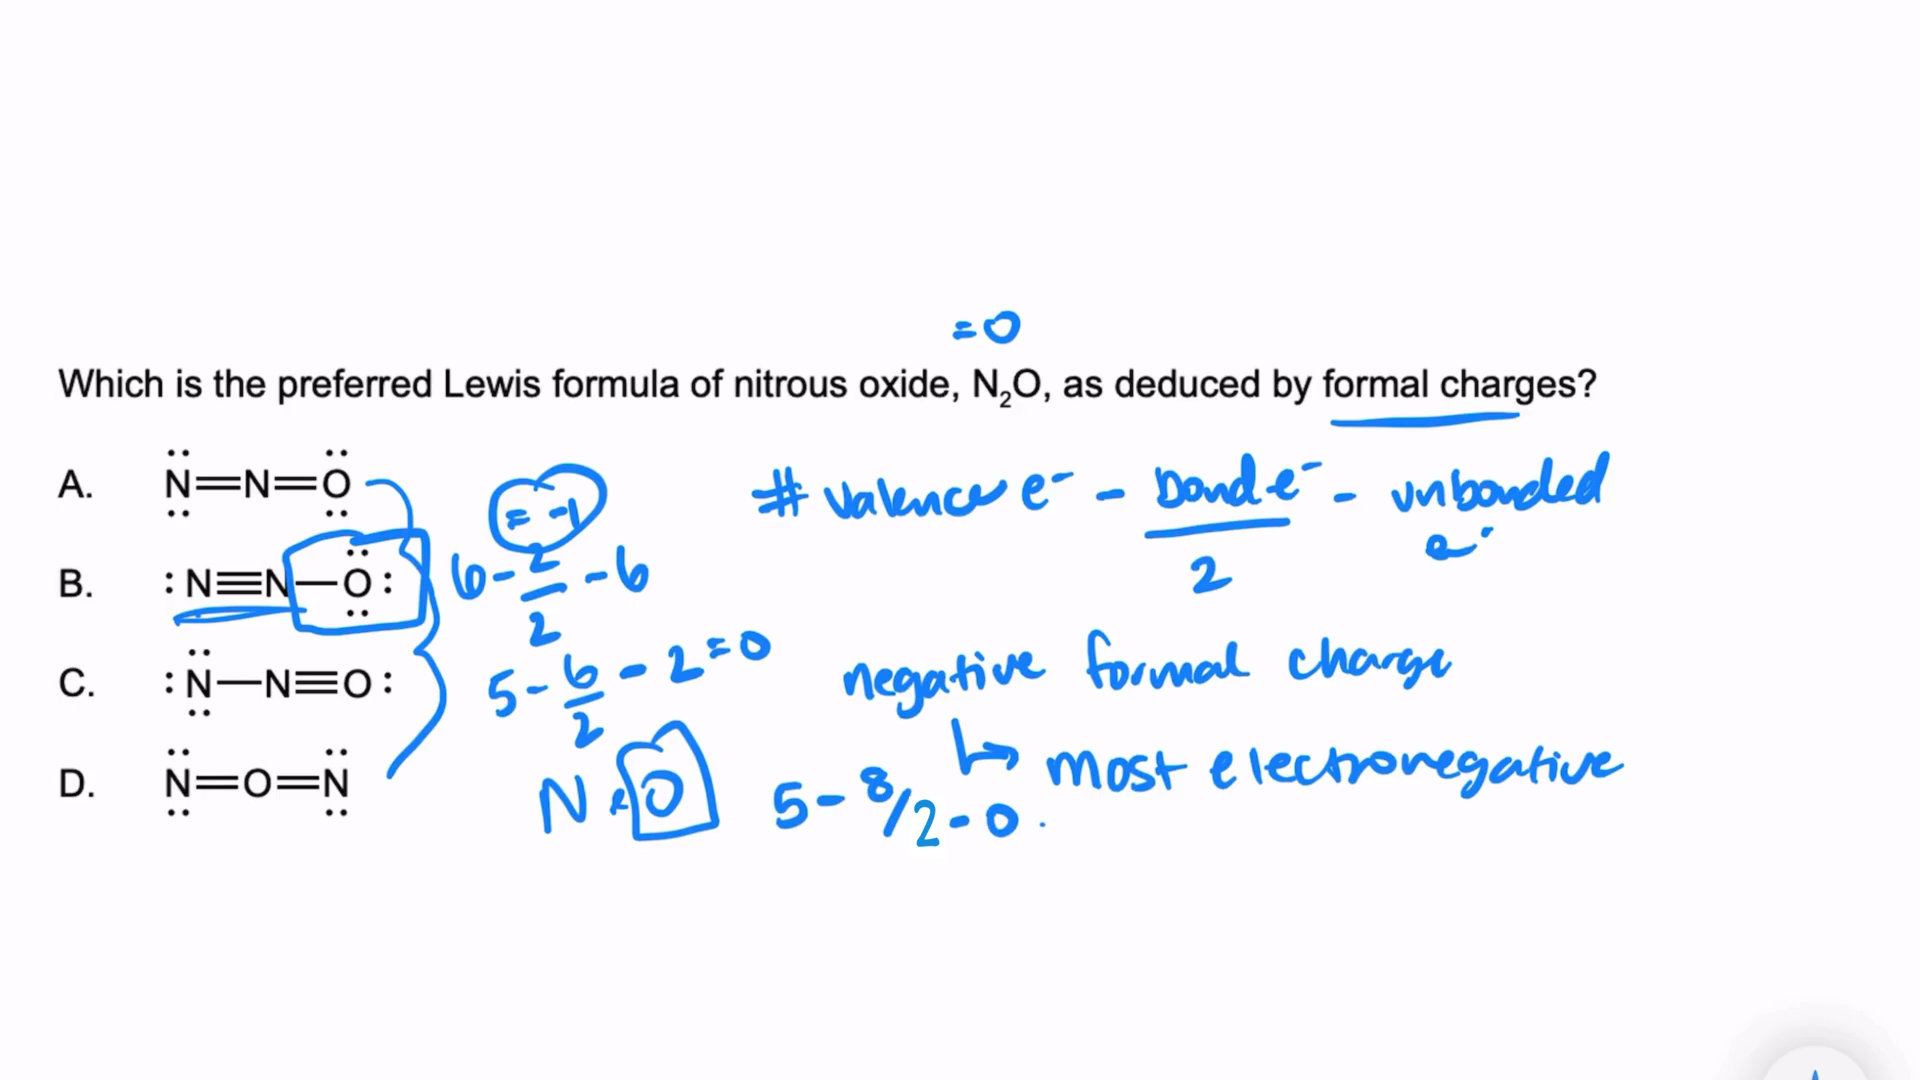 =0
Which is the preferred Lewis formula of nitrous oxide, N₂O, as deduced by formal charges?
A. N=N=O
B. :N≡N—O:
C. :N—N≡O:
D. N=O=N
= -1
6 - 2/2 - 6
5 - 6/2 - 2 = 0
N < O
# valence e⁻ - bond e⁻/2 - unbonded e⁻
negative formal charge
↳ most electronegative
5 - 8/2 - 0